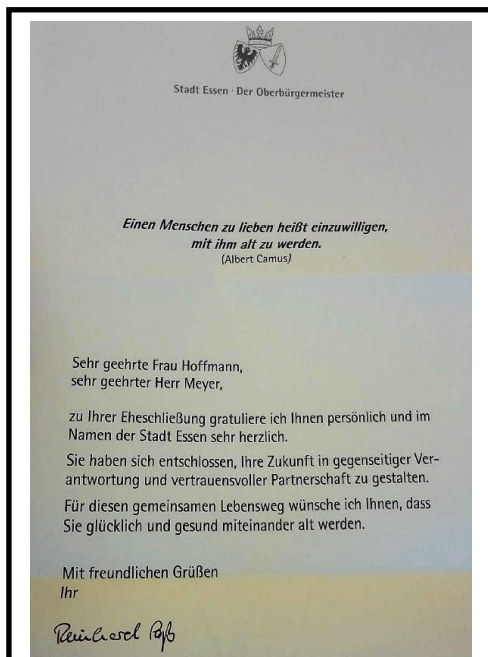 Stadt Essen · Der Oberbürgermeister
Einen Menschen zu lieben heißt einzuwilligen,
mit ihm alt zu werden.
(Albert Camus)
Sehr geehrte Frau Hoffmann,
sehr geehrter Herr Meyer,
zu Ihrer Eheschließung gratuliere ich Ihnen persönlich und im
Namen der Stadt Essen sehr herzlich.
Sie haben sich entschlossen, Ihre Zukunft in gegenseitiger Ver-
antwortung und vertrauensvoller Partnerschaft zu gestalten.
Für diesen gemeinsamen Lebensweg wünsche ich Ihnen, dass
Sie glücklich und gesund miteinander alt werden.
Mit freundlichen Grüßen
Ihr
Reinhard Paß